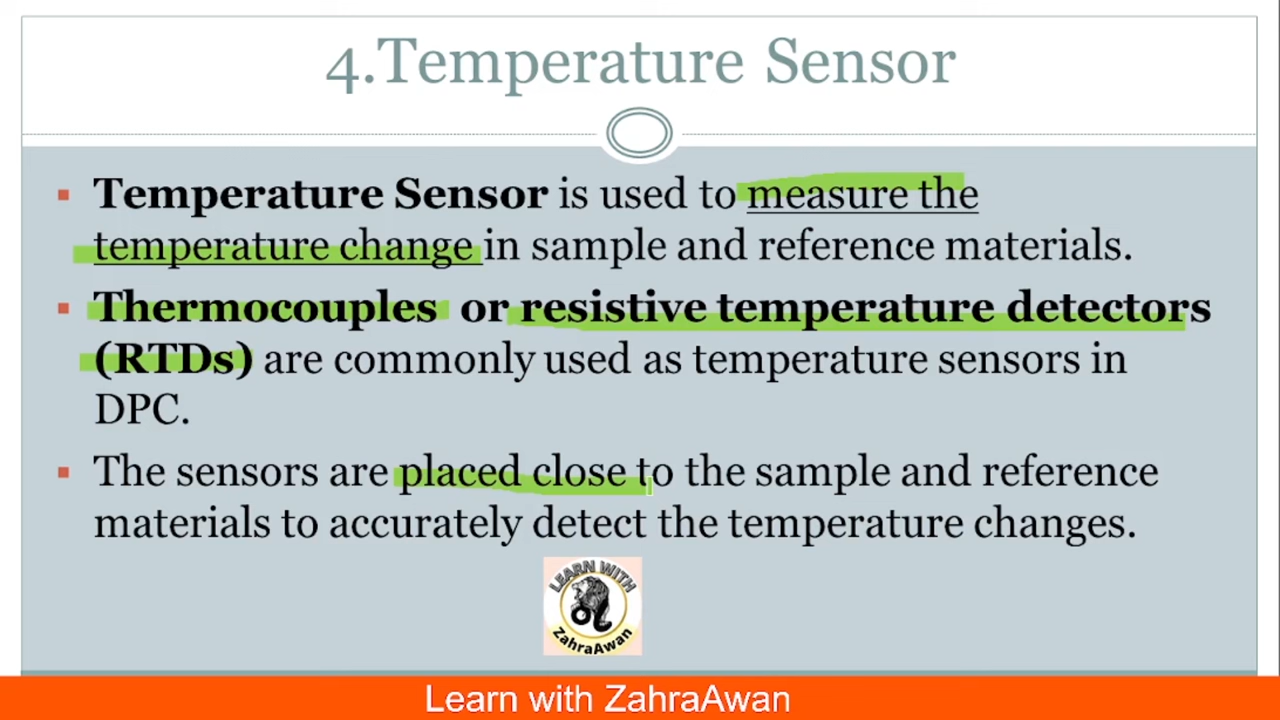 4.Temperature Sensor
Temperature Sensor is used to measure the
temperature change in sample and reference materials.
Thermocouples or resistive temperature detectors
(RTDs) are commonly used as temperature sensors in
DPC.
The sensors are placed close to the sample and reference
materials to accurately detect the temperature changes.
LEARN WITH
ZahraAwan
Learn with ZahraAwan